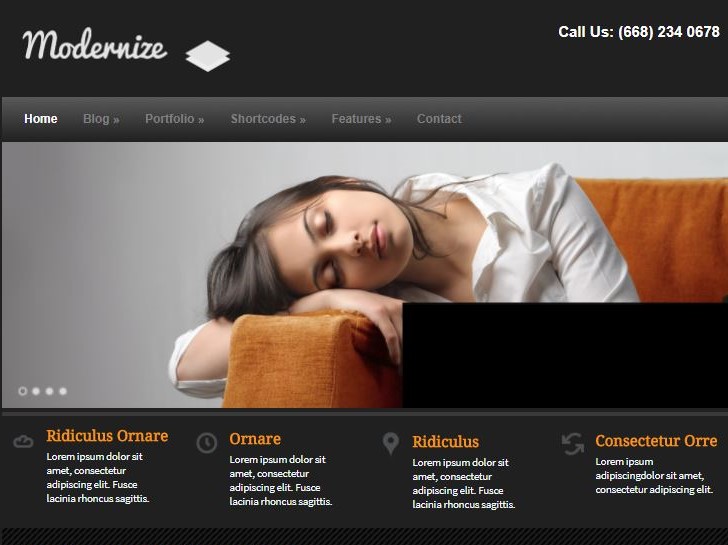 Modernize
Call Us: (668) 234 0678
Home Blog » Portfolio » Shortcodes » Features » Contact
Ridiculus Ornare
Lorem ipsum dolor sit
amet, consectetur
adipiscing elit. Fusce
lacinia rhoncus sagittis.
Ornare
Lorem ipsum dolor sit
amet, consectetur
adipiscing elit. Fusce
lacinia rhoncus sagittis.
Ridiculus
Lorem ipsum dolor sit
amet, consectetur
adipiscing elit. Fusce
lacinia rhoncus sagittis.
Consectetur Orre
Lorem ipsum
adipiscingdolor sit amet,
consectetur adipiscing elit.